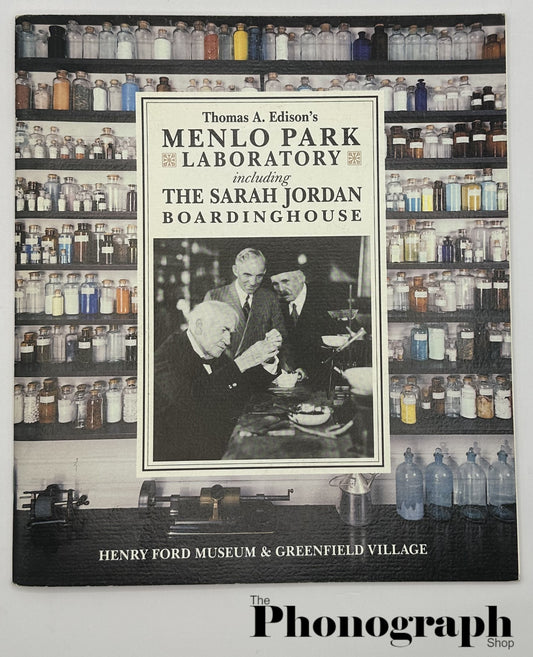 Thomas A. Edison's
MENLO PARK
LABORATORY
including
THE SARAH JORDAN
BOARDINGHOUSE
HENRY FORD MUSEUM & GREENFIELD VILLAGE
The
Phonograph
Shop